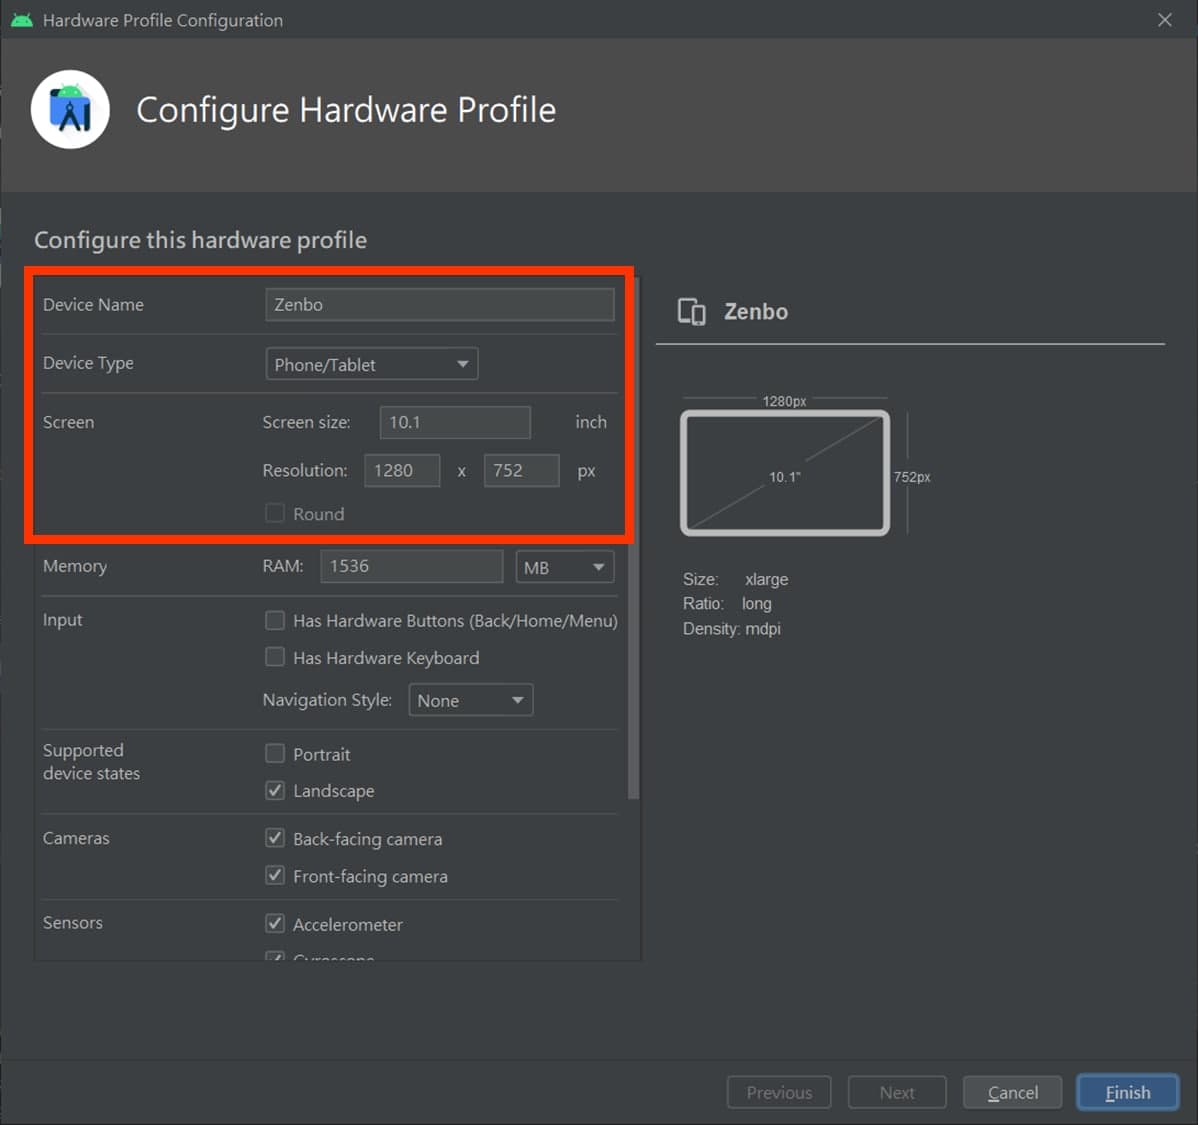 Hardware Profile Configuration
Configure Hardware Profile
Configure this hardware profile
Device Name Zenbo
Device Type Phone/Tablet
Screen Screen size: 10.1 inch
Resolution: 1280 x 752 px
Round
Memory RAM: 1536 MB
Input Has Hardware Buttons (Back/Home/Menu)
Has Hardware Keyboard
Navigation Style: None
Supported
device states
Portrait
Landscape
Cameras Back-facing camera
Front-facing camera
Sensors Accelerometer
Gyroscope
Zenbo
1280px
10.1"
752px
Size: xlarge
Ratio: long
Density: mdpi
Previous Next Cancel Finish